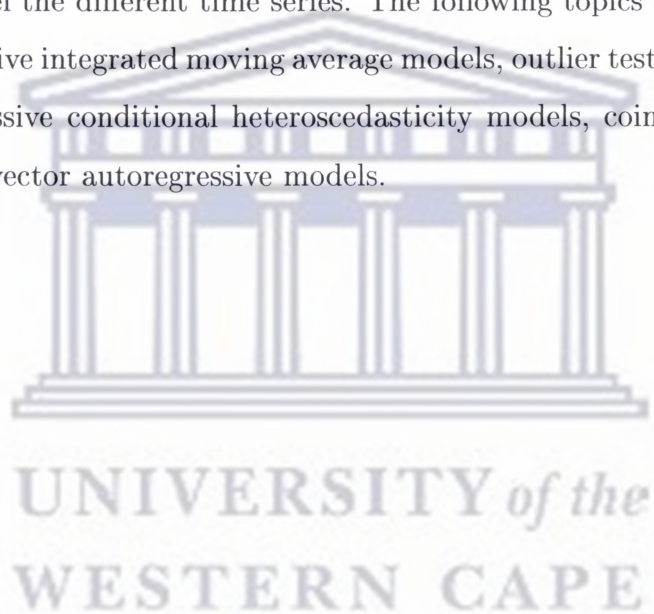 the different time series. The following topics
ive integrated moving average models, outlier test
ssive conditional heteroscedasticity models, coin
vector autoregressive models.
UNIVERSITY of the
WESTERN CAPE